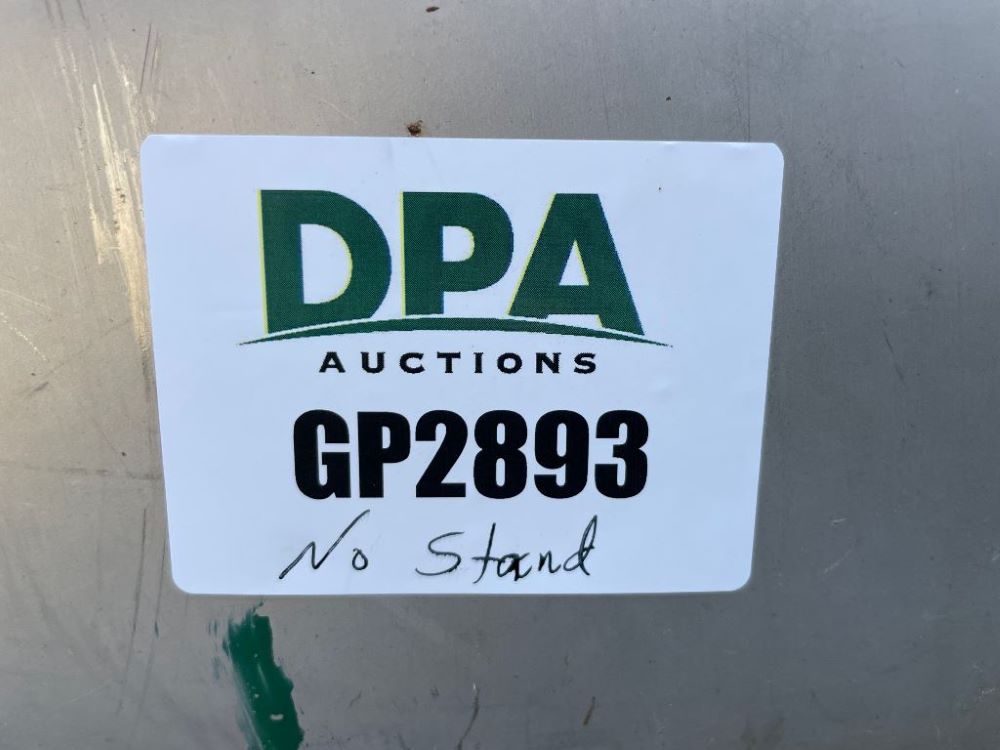 DPA
AUCTIONS
GP2893
No Stand